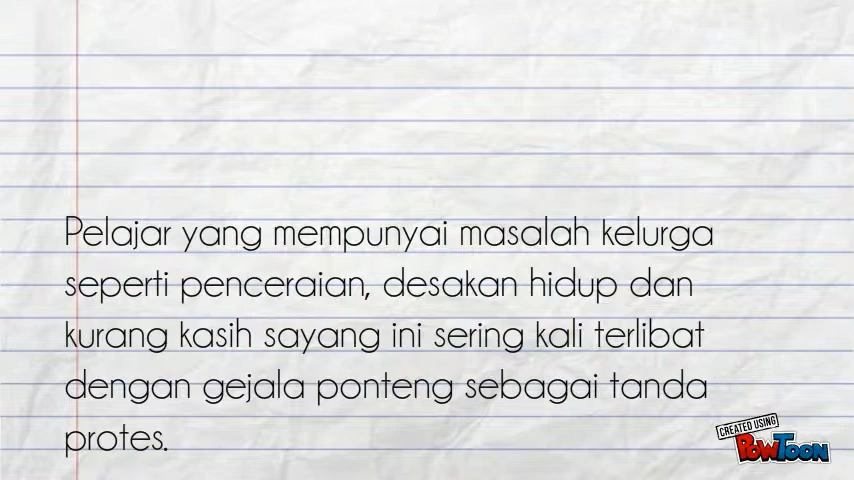 Pelajar yang mempunyai masalah kelurga
seperti penceraian, desakan hidup dan
kurang kasih sayang ini sering kali terlibat
dengan gejala ponteng sebagai tanda
protes.
CREATED USING
POWTOON